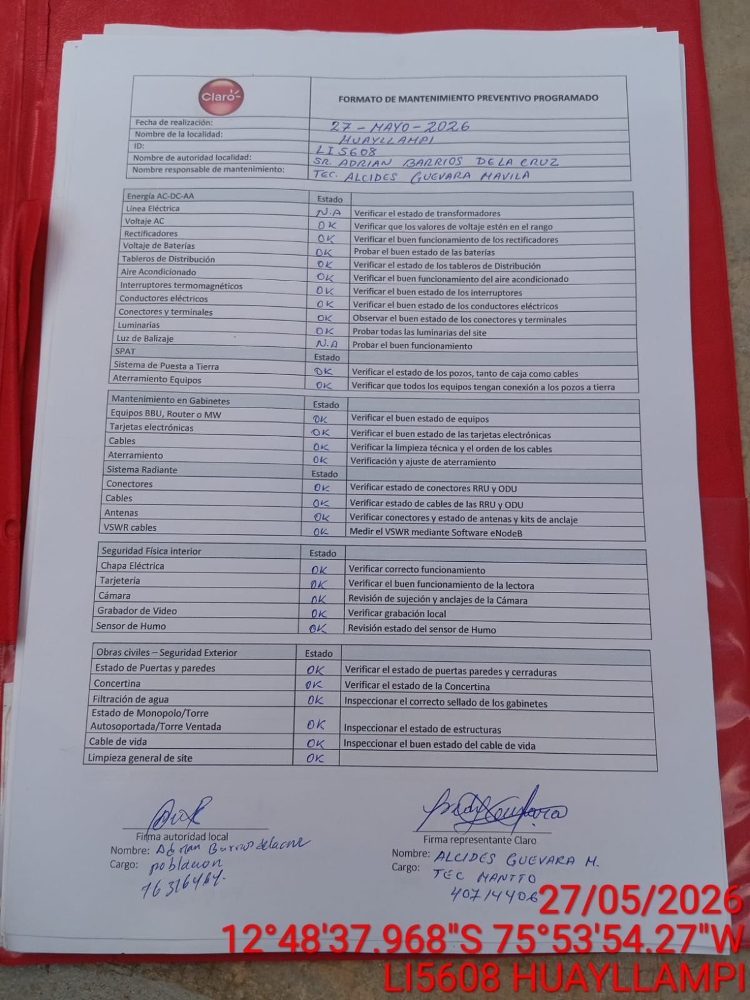 Claro
FORMATO DE MANTENIMIENTO PREVENTIVO PROGRAMADO
Fecha de realización: 27 - MAYO - 2026
Nombre de la localidad: HUAYLLAMPI
ID: LI5608
Nombre de autoridad localidad: SR. ADRIAN BARRIOS DE LA CRUZ
Nombre responsable de mantenimiento: TEC. ALCIDES GUEVARA MAVILA
Energía AC-DC-AA Estado
Línea Eléctrica N.A Verificar el estado de transformadores
Voltaje AC OK Verificar que los valores de voltaje estén en el rango
Rectificadores OK Verificar el buen funcionamiento de los rectificadores
Voltaje de Baterías OK Probar el buen estado de las baterías
Tableros de Distribución OK Verificar el estado de los tableros de Distribución
Aire Acondicionado OK Verificar el buen funcionamiento del aire acondicionado
Interruptores termomagnéticos OK Verificar el buen estado de los interruptores
Conductores eléctricos OK Verificar el buen estado de los conductores eléctricos
Conectores y terminales OK Observar el buen estado de los conectores y terminales
Luminarias OK Probar todas las luminarias del site
Luz de Balizaje N.A Probar el buen funcionamiento
SPAT Estado
Sistema de Puesta a Tierra OK Verificar el estado de los pozos, tanto de caja como cables
Aterramiento Equipos OK Verificar que todos los equipos tengan conexión a los pozos a tierra
Mantenimiento en Gabinetes Estado
Equipos BBU, Router o MW OK Verificar el buen estado de equipos
Tarjetas electrónicas OK Verificar el buen estado de las tarjetas electrónicas
Cables OK Verificar la limpieza técnica y el orden de los cables
Aterramiento OK Verificación y ajuste de aterramiento
Sistema Radiante Estado
Conectores OK Verificar estado de conectores RRU y ODU
Cables OK Verificar estado de cables de las RRU y ODU
Antenas OK Verificar conectores y estado de antenas y kits de anclaje
VSWR cables OK Medir el VSWR mediante Software eNodeB
Seguridad Física interior Estado
Chapa Eléctrica OK Verificar correcto funcionamiento
Tarjetería OK Verificar el buen funcionamiento de la lectora
Cámara OK Revisión de sujeción y anclajes de la Cámara
Grabador de Video OK Verificar grabación local
Sensor de Humo OK Revisión estado del sensor de Humo
Obras civiles – Seguridad Exterior Estado
Estado de Puertas y paredes OK Verificar el estado de puertas paredes y cerraduras
Concertina OK Verificar el estado de la Concertina
Filtración de agua OK Inspeccionar el correcto sellado de los gabinetes
Estado de Monopolo/Torre
Autosoportada/Torre Ventada OK Inspeccionar el estado de estructuras
Cable de vida OK Inspeccionar el buen estado del cable de vida
Limpieza general de site OK
Firma autoridad local
Nombre: Adrian Barrios delacruz
Cargo: poblacion
Firma representante Claro
Nombre: ALCIDES GUEVARA M.
Cargo: TEC MANTTO
40714406
27/05/2026
12°48'37.968"S 75°53'54.27"W
LI5608 HUAYLLAMPI